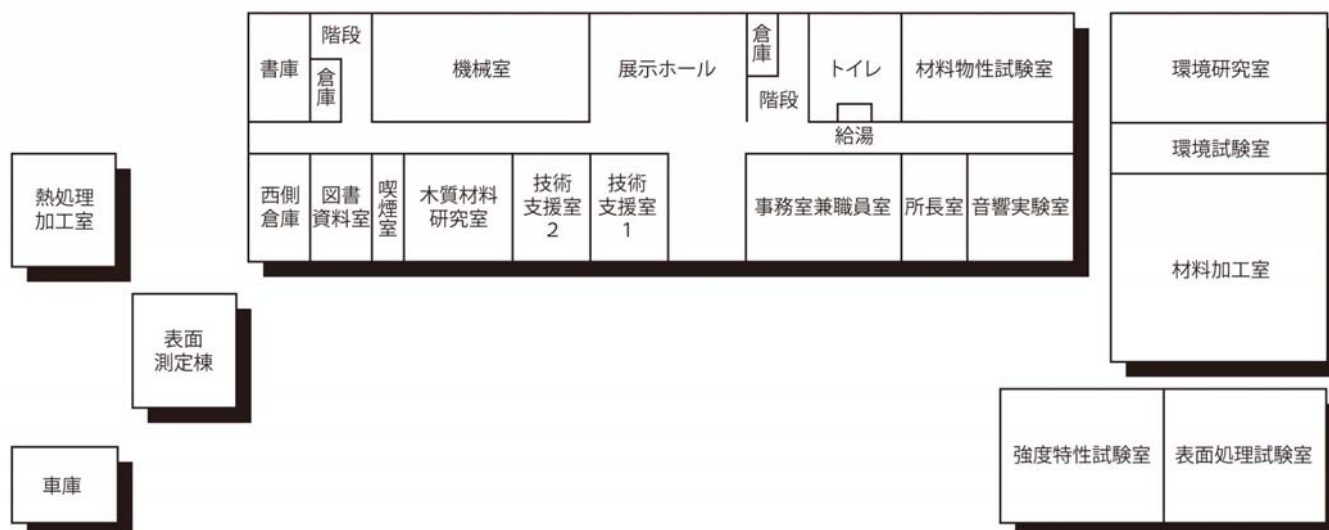 書庫
階段
倉庫
機械室
展示ホール
倉庫
階段
トイレ
材料物性試験室
給湯
西側
倉庫
図書
資料室
喫煙室
木質材料
研究室
技術
支援室
2
技術
支援室
1
事務室兼職員室
所長室
音響実験室
環境研究室
環境試験室
材料加工室
熱処理
加工室
表面
測定棟
車庫
強度特性試験室
表面処理試験室